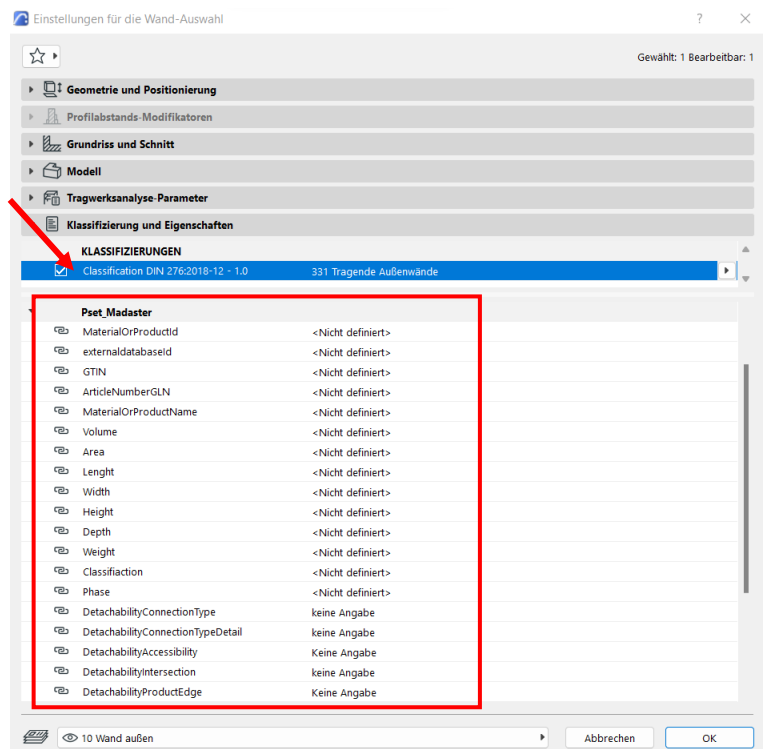 Einstellungen für die Wand-Auswahl
Gewählt: 1 Bearbeitbar: 1
Geometrie und Positionierung
Profilabstands-Modifikatoren
Grundriss und Schnitt
Modell
Tragwerksanalyse-Parameter
Klassifizierung und Eigenschaften
KLASSIFIZIERUNGEN
Classification DIN 276:2018-12 - 1.0 331 Tragende Außenwände
Pset_Madaster
MaterialOrProductId <Nicht definiert>
externaldatabaseId <Nicht definiert>
GTIN <Nicht definiert>
ArticleNumberGLN <Nicht definiert>
MaterialOrProductName <Nicht definiert>
Volume <Nicht definiert>
Area <Nicht definiert>
Lenght <Nicht definiert>
Width <Nicht definiert>
Height <Nicht definiert>
Depth <Nicht definiert>
Weight <Nicht definiert>
Classifiaction <Nicht definiert>
Phase <Nicht definiert>
DetachabilityConnectionType keine Angabe
DetachabilityConnectionTypeDetail keine Angabe
DetachabilityAccessibility Keine Angabe
DetachabilityIntersection keine Angabe
DetachabilityProductEdge Keine Angabe
10 Wand außen
Abbrechen OK